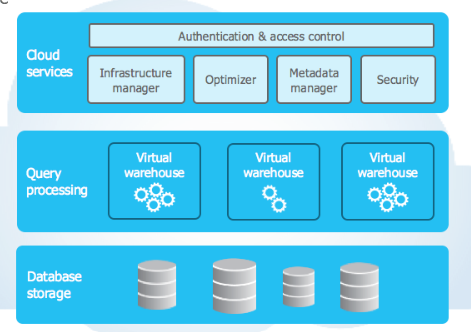 Authentication & access control
Cloud
services
Infrastructure
manager
Optimizer
Metadata
manager
Security
Query
processing
Virtual
warehouse
Virtual
warehouse
Virtual
warehouse
Database
storage